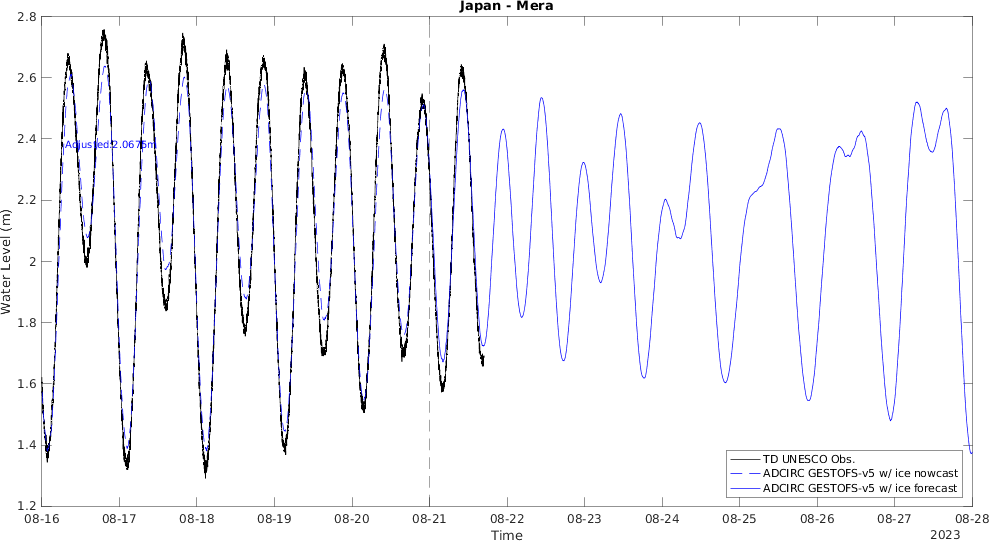 Japan - Mera
2.8
2.6
2.4
2.2
2
1.8
1.6
1.4
1.2
Water Level (m)
Adjusted:2.0675m
TD UNESCO Obs.
ADCIRC GESTOFS-v5 w/ ice nowcast
ADCIRC GESTOFS-v5 w/ ice forecast
08-16 08-17 08-18 08-19 08-20 08-21 08-22 08-23 08-24 08-25 08-26 08-27 08-28
Time
2023